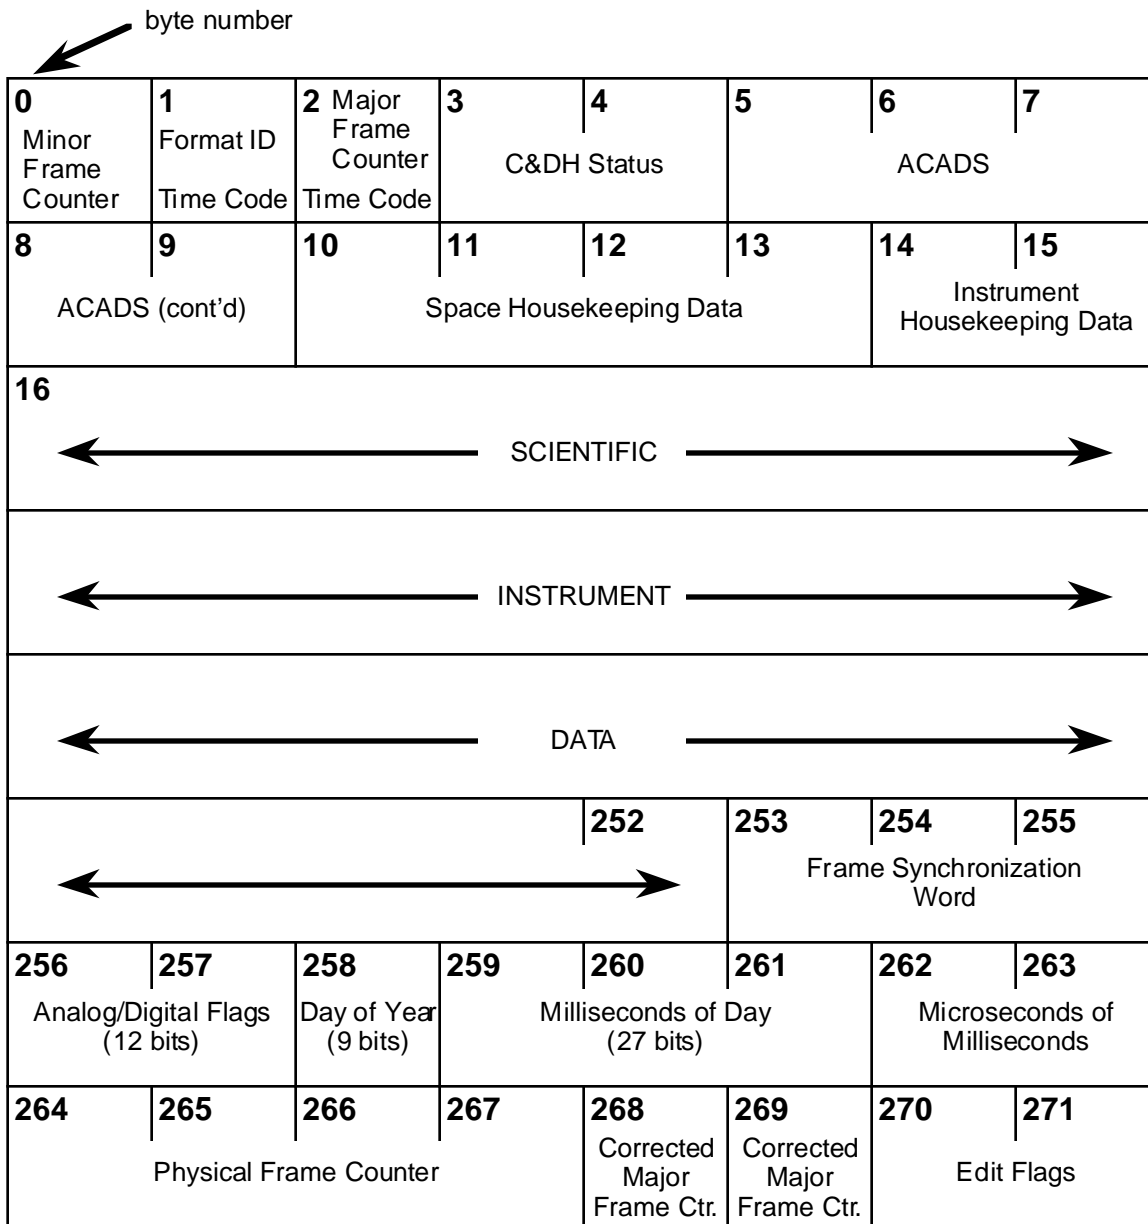 byte number
0 1 2 Major 3 4 5 6 7
Minor Format ID Frame
Frame Counter C&DH Status ACADS
Counter Time Code Time Code
8 9 10 11 12 13 14 15
ACADS (cont’d) Space Housekeeping Data Instrument
Housekeeping Data
16
SCIENTIFIC
INSTRUMENT
DATA
252 253 254 255
Frame Synchronization
Word
256 257 258 259 260 261 262 263
Analog/Digital Flags Day of Year Milliseconds of Day Microseconds of
(12 bits) (9 bits) (27 bits) Milliseconds
264 265 266 267 268 269 270 271
Physical Frame Counter Corrected Corrected Edit Flags
Major Major
Frame Ctr. Frame Ctr.